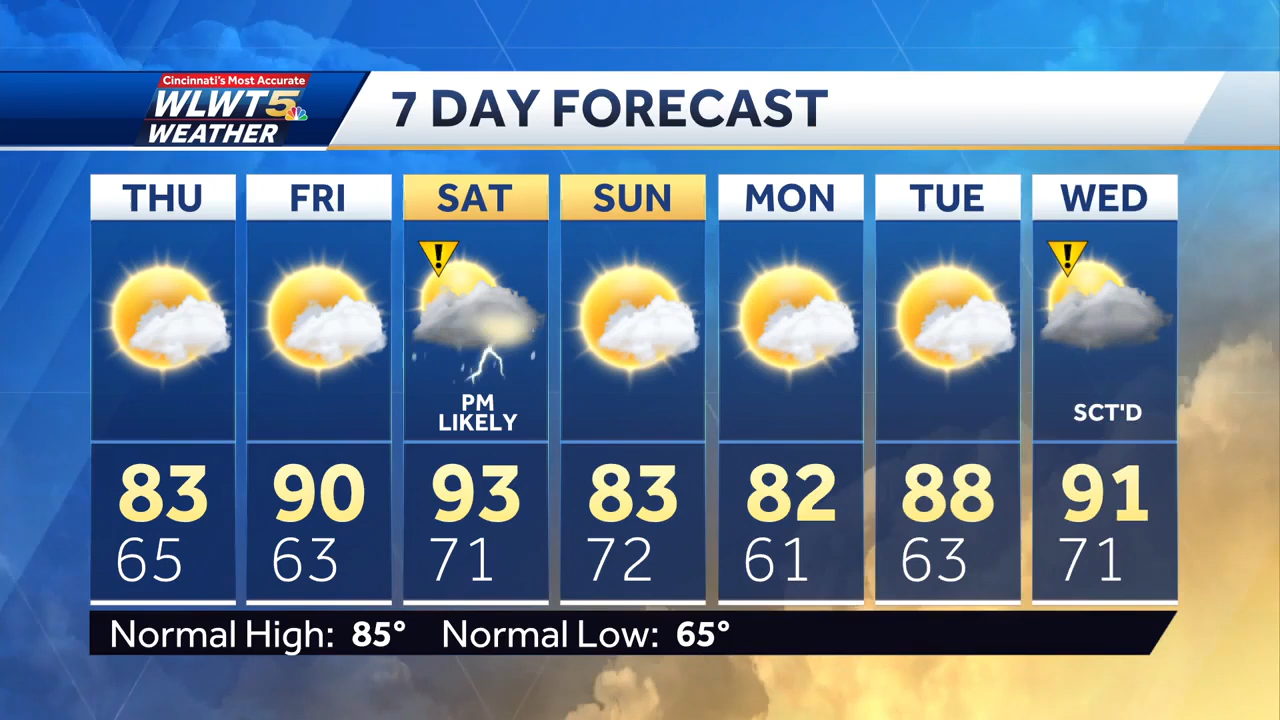 Cincinnati's Most Accurate
WLWT5
WEATHER
7 DAY FORECAST
THU FRI SAT SUN MON TUE WED
! !
PM
LIKELY
SCT'D
83 90 93 83 82 88 91
65 63 71 72 61 63 71
Normal High: 85° Normal Low: 65°